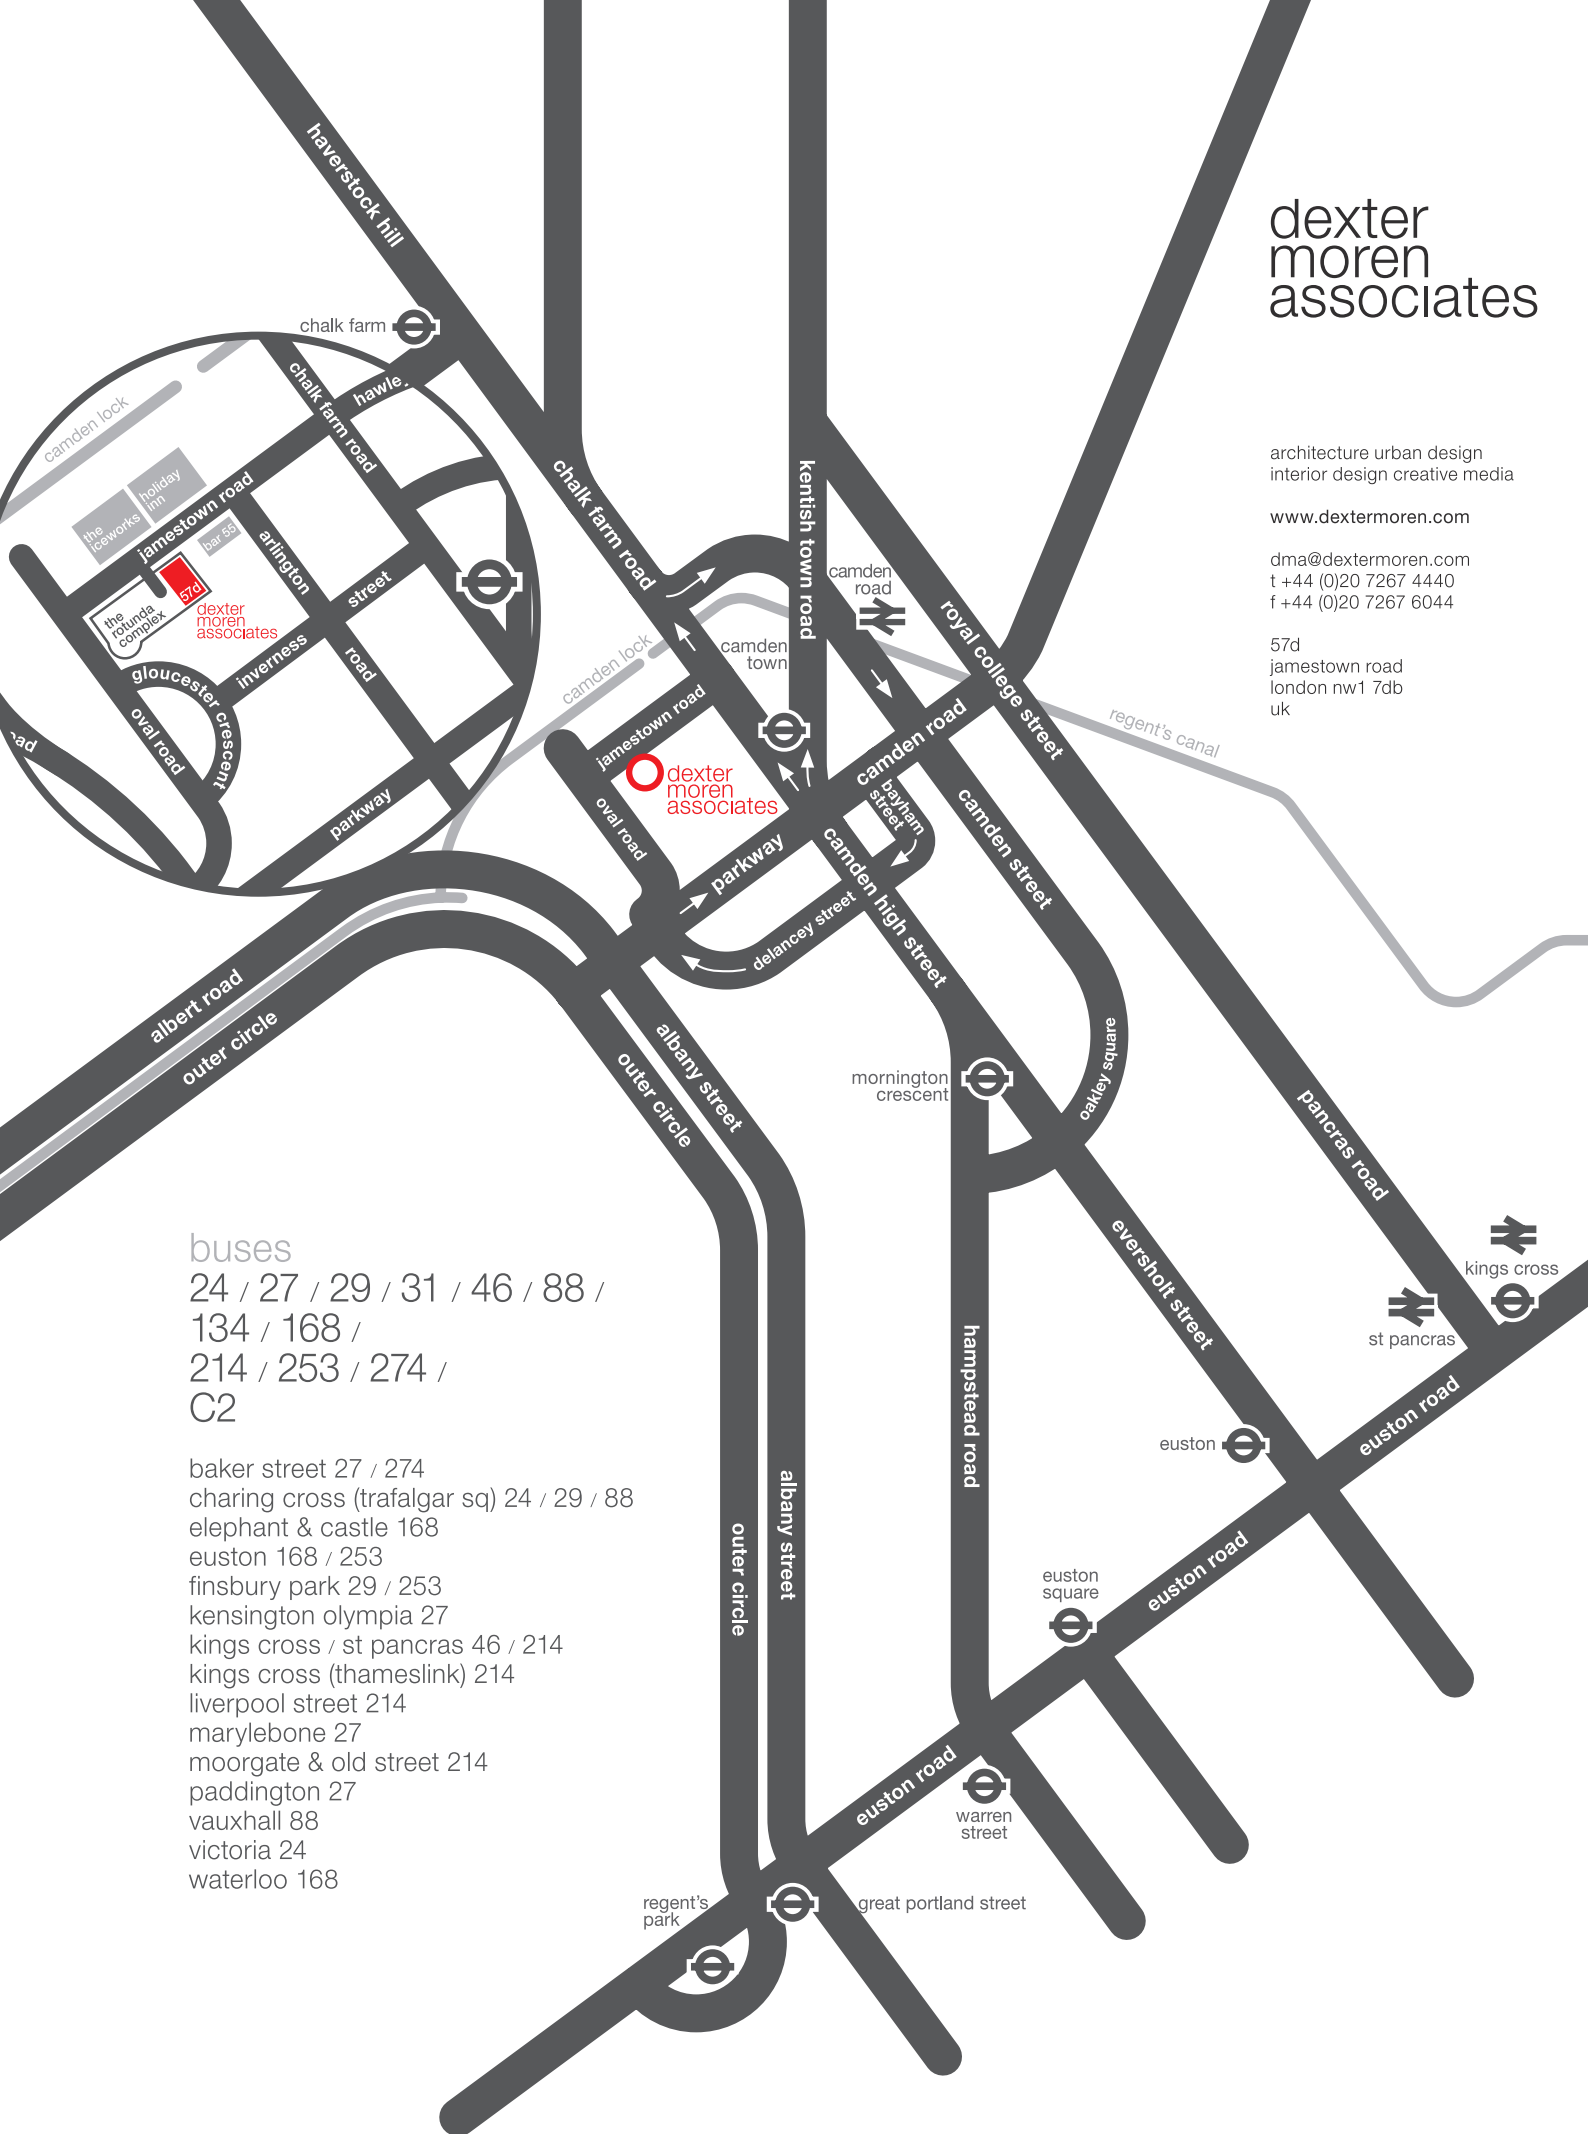 haverstock hill
dexter
moren
associates
chalk farm
chalk farm road
camden lock
architecture urban design
interior design creative media
www.dextermoren.com
dma@dextermoren.com
t +44 (0)20 7267 4440
f +44 (0)20 7267 6044
57d
jamestown road
london nw1 7db
uk
holiday
inn
the
iceworks
jamestown road
bar 55
arlington
road
57d
the
rotunda
complex
dexter
moren
associates
inverness
street
gloucester crescent
oval road
parkway
chalk farm road
kentish town road
camden
road
royal college street
camden
town
camden lock
jamestown road
dexter
moren
associates
oval road
parkway
camden road
bayham
street
camden street
camden high street
delancey street
regent's canal
albert road
outer circle
outer circle
albany street
mornington
crescent
oakley square
pancras road
eversholt street
kings cross
st pancras
hampstead road
euston road
euston
euston road
euston
square
albany street
outer circle
euston road
warren
street
regent's
park
great portland street
buses
24 / 27 / 29 / 31 / 46 / 88 /
134 / 168 /
214 / 253 / 274 /
C2
baker street 27 / 274
charing cross (trafalgar sq) 24 / 29 / 88
elephant & castle 168
euston 168 / 253
finsbury park 29 / 253
kensington olympia 27
kings cross / st pancras 46 / 214
kings cross (thameslink) 214
liverpool street 214
marylebone 27
moorgate & old street 214
paddington 27
vauxhall 88
victoria 24
waterloo 168